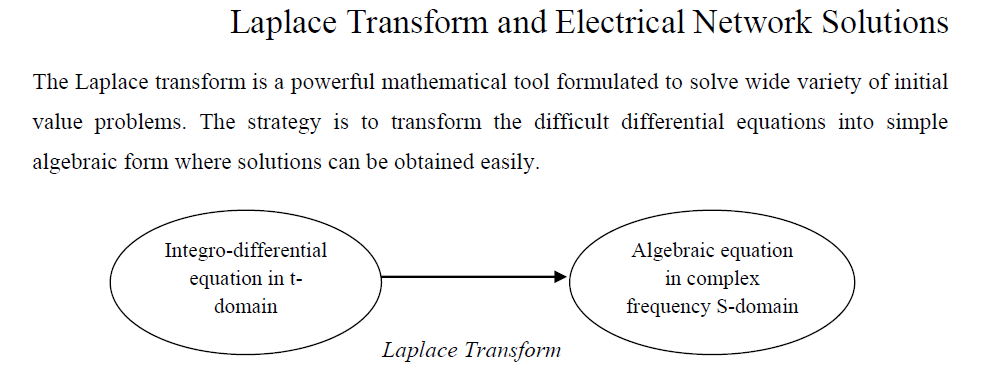 Laplace Transform and Electrical Network Solutions
The Laplace transform is a powerful mathematical tool formulated to solve wide variety of initial
value problems. The strategy is to transform the difficult differential equations into simple
algebraic form where solutions can be obtained easily.
Integro-differential
equation in t-
domain
Algebraic equation
in complex
frequency S-domain
Laplace Transform